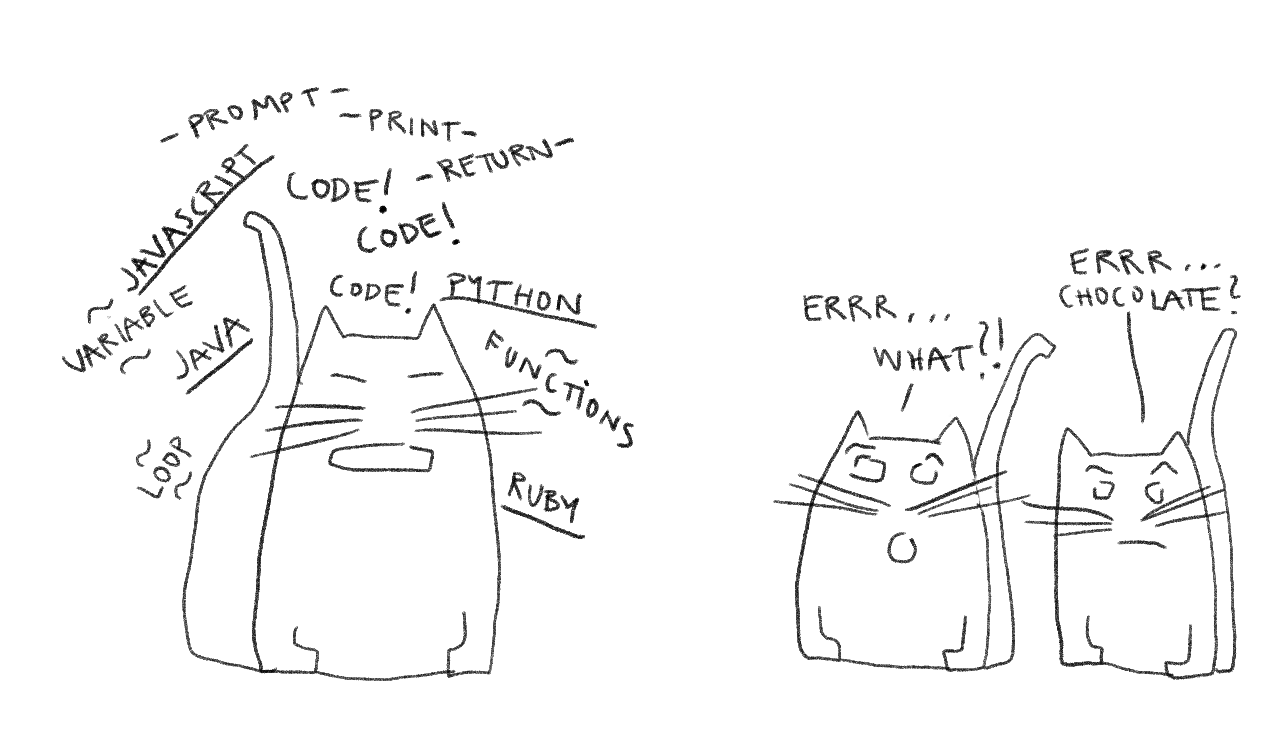 -PROMPT-
-PRINT-
JAVASCRIPT
CODE!
-RETURN-
CODE!
CODE!
PYTHON
~VARIABLE~
JAVA
FUNCTIONS
~LOOP~
RUBY
ERRR...
WHAT?!
ERRR...
CHOCOLATE?